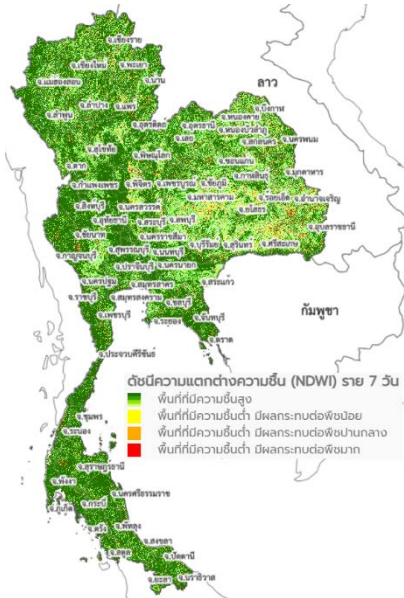 จ.เชียงราย
จ.เชียงใหม่
จ.พะเยา
จ.แม่ฮ่องสอน
จ.น่าน
ลาว
จ.ลำปาง
จ.แพร่
จ.ลำพูน
จ.บึงกาฬ
จ.หนองคาย
จ.อุตรดิตถ์
จ.อุดรธานี
จ.หนองบัวลำภู
จ.เลย
จ.สกลนคร
จ.นครพนม
จ.สุโขทัย
จ.พิษณุโลก
จ.ขอนแก่น
จ.ตาก
จ.กาฬสินธุ์
จ.มุกดาหาร
จ.กำแพงเพชร
จ.พิจิตร
จ.เพชรบูรณ์
จ.ชัยภูมิ
จ.มหาสารคาม
จ.ร้อยเอ็ด
จ.อำนาจเจริญ
จ.ยโสธร
จ.สิงห์บุรี
จ.นครสวรรค์
จ.อุทัยธานี
จ.สระบุรี
จ.ลพบุรี
จ.อุบลราชธานี
จ.ชัยนาท
จ.นครราชสีมา
จ.บุรีรัมย์
จ.สุรินทร์
จ.ศรีสะเกษ
จ.สุพรรณบุรี
จ.นนทบุรี
จ.กาญจนบุรี
จ.ปราจีนบุรี
จ.นครนายก
จ.นครปฐม
จ.สมุทรสาคร
จ.สระแก้ว
จ.ราชบุรี
จ.สมุทรสงคราม
จ.ชลบุรี
จ.เพชรบุรี
จ.ระยอง
จ.จันทบุรี
กัมพูชา
จ.ตราด
จ.ประจวบคีรีขันธ์
ดัชนีความแตกต่างความชื้น (NDWI) ราย 7 วัน
พื้นที่ที่มีความชื้นสูง
พื้นที่ที่มีความชื้นต่ำ มีผลกระทบต่อพืชน้อย
พื้นที่ที่มีความชื้นต่ำ มีผลกระทบต่อพืชปานกลาง
พื้นที่ที่มีความชื้นต่ำ มีผลกระทบต่อพืชมาก
จ.ชุมพร
จ.ระนอง
จ.สุราษฎร์ธานี
จ.พังงา
จ.นครศรีธรรมราช
จ.กระบี่
จ.ภูเก็ต
จ.ตรัง
จ.พัทลุง
จ.สงขลา
จ.สตูล
จ.ปัตตานี
จ.ยะลา
จ.นราธิวาส